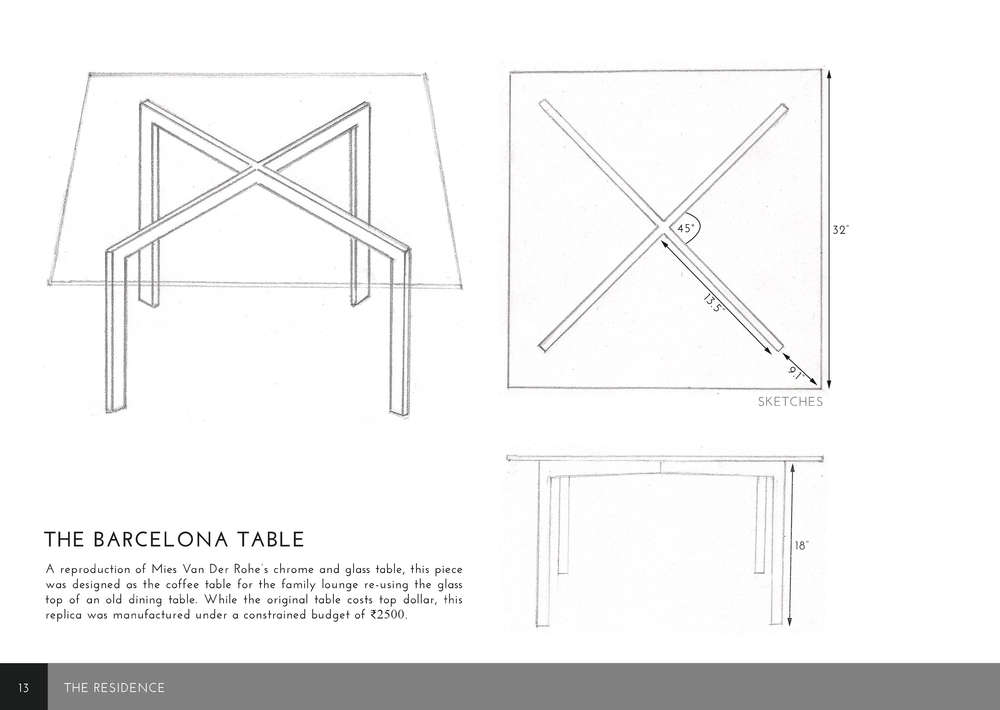 45°
32"
13.5"
9.1"
SKETCHES
18"
THE BARCELONA TABLE
A reproduction of Mies Van Der Rohe's chrome and glass table, this piece
was designed as the coffee table for the family lounge re-using the glass
top of an old dining table. While the original table costs top dollar, this
replica was manufactured under a constrained budget of ₹2500.
13
THE RESIDENCE